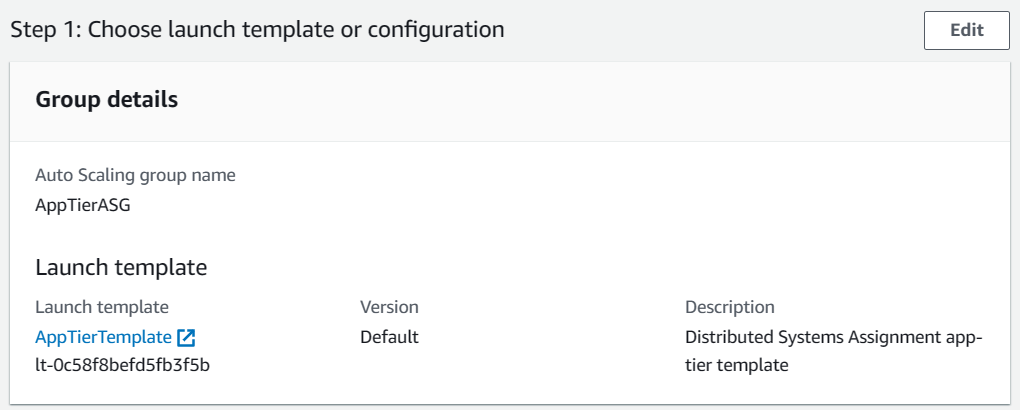 Step 1: Choose launch template or configuration
Edit
Group details
Auto Scaling group name
AppTierASG
Launch template
Launch template
Version
Description
AppTierTemplate
Default
Distributed Systems Assignment app-
lt-0c58f8befd5fb3f5b
tier template